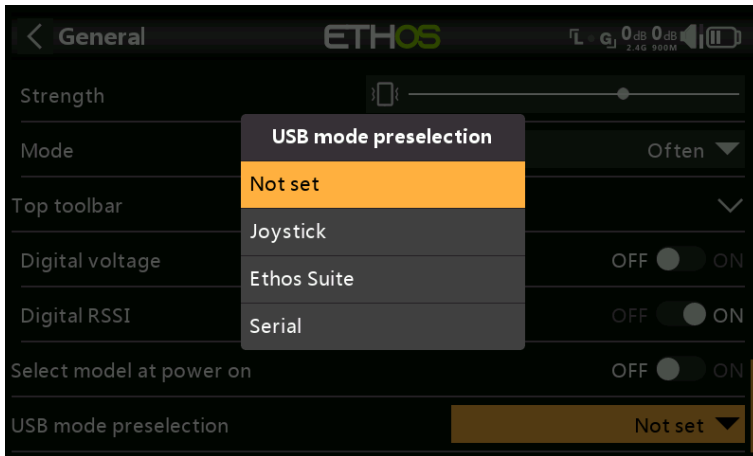 General ETHOS L G 0dB 0dB
2.4G 900M
Strength
USB mode preselection
Mode Often
Not set
Top toolbar
Joystick
Digital voltage OFF ON
Ethos Suite
Digital RSSI OFF ON
Serial
Select model at power on OFF ON
USB mode preselection Not set